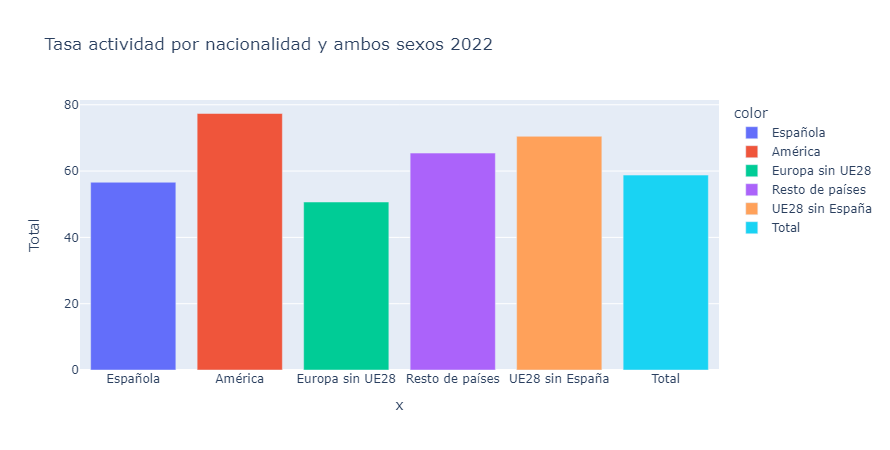 Tasa actividad por nacionalidad y ambos sexos 2022
color
Española
América
Europa sin UE28
Resto de países
UE28 sin España
Total
80
60
40
20
0
Total
Española América Europa sin UE28 Resto de países UE28 sin España Total
x